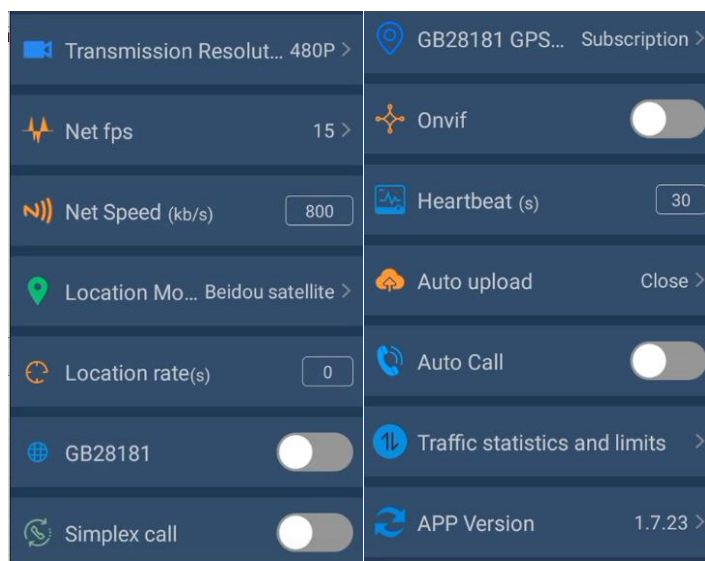 Transmission Resolut... 480P >
Net fps 15 >
Net Speed (kb/s) 800
Location Mo... Beidou satellite >
Location rate(s) 0
GB28181
Simplex call
GB28181 GPS... Subscription >
Onvif
Heartbeat (s) 30
Auto upload Close >
Auto Call
Traffic statistics and limits >
APP Version 1.7.23 >